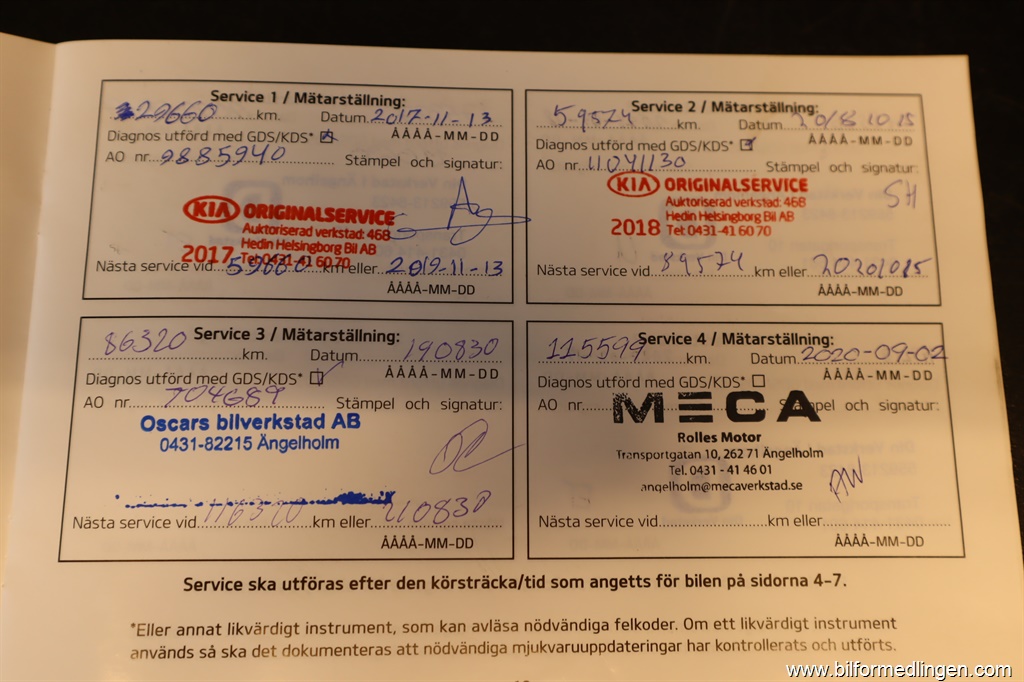 Service 1 / Mätarställning:
29660 km. Datum 2017-11-13
Diagnos utförd med GDS/KDS* ÅÅÅÅ-MM-DD
AO nr. 9885940 Stämpel och signatur:
KIA ORIGINALSERVICE
Auktoriserad verkstad: 468
Hedin Helsingborg Bil AB
2017 Tel: 0431-41 60 70
Nästa service vid 59660 km eller 2019-11-13
ÅÅÅÅ-MM-DD
Service 2 / Mätarställning:
59574 km. Datum 2018 10 15
Diagnos utförd med GDS/KDS* ÅÅÅÅ-MM-DD
AO nr. 11041130 Stämpel och signatur:
KIA ORIGINALSERVICE SH
Auktoriserad verkstad: 468
Hedin Helsingborg Bil AB
2018 Tel: 0431-41 60 70
Nästa service vid 89574 km eller 20201015
ÅÅÅÅ-MM-DD
Service 3 / Mätarställning:
86320 km. Datum 190830
Diagnos utförd med GDS/KDS* ÅÅÅÅ-MM-DD
AO nr. 704689 Stämpel och signatur:
Oscars bilverkstad AB
0431-82215 Ängelholm
Nästa service vid 116300 km eller 210830
ÅÅÅÅ-MM-DD
Service 4 / Mätarställning:
115599 km. Datum 2020-09-02
Diagnos utförd med GDS/KDS* ÅÅÅÅ-MM-DD
AO nr. Stämpel och signatur:
MECA
Rolles Motor
Transportgatan 10, 262 71 Ängelholm
Tel. 0431 - 41 46 01
angelholm@mecaverkstad.se
AW
Nästa service vid km eller
ÅÅÅÅ-MM-DD
Service ska utföras efter den körsträcka/tid som angetts för bilen på sidorna 4-7.
*Eller annat likvärdigt instrument, som kan avläsa nödvändiga felkoder. Om ett likvärdigt instrument
används så ska det dokumenteras att nödvändiga mjukvaruuppdateringar har kontrollerats och utförts.
www.bilformedlingen.com